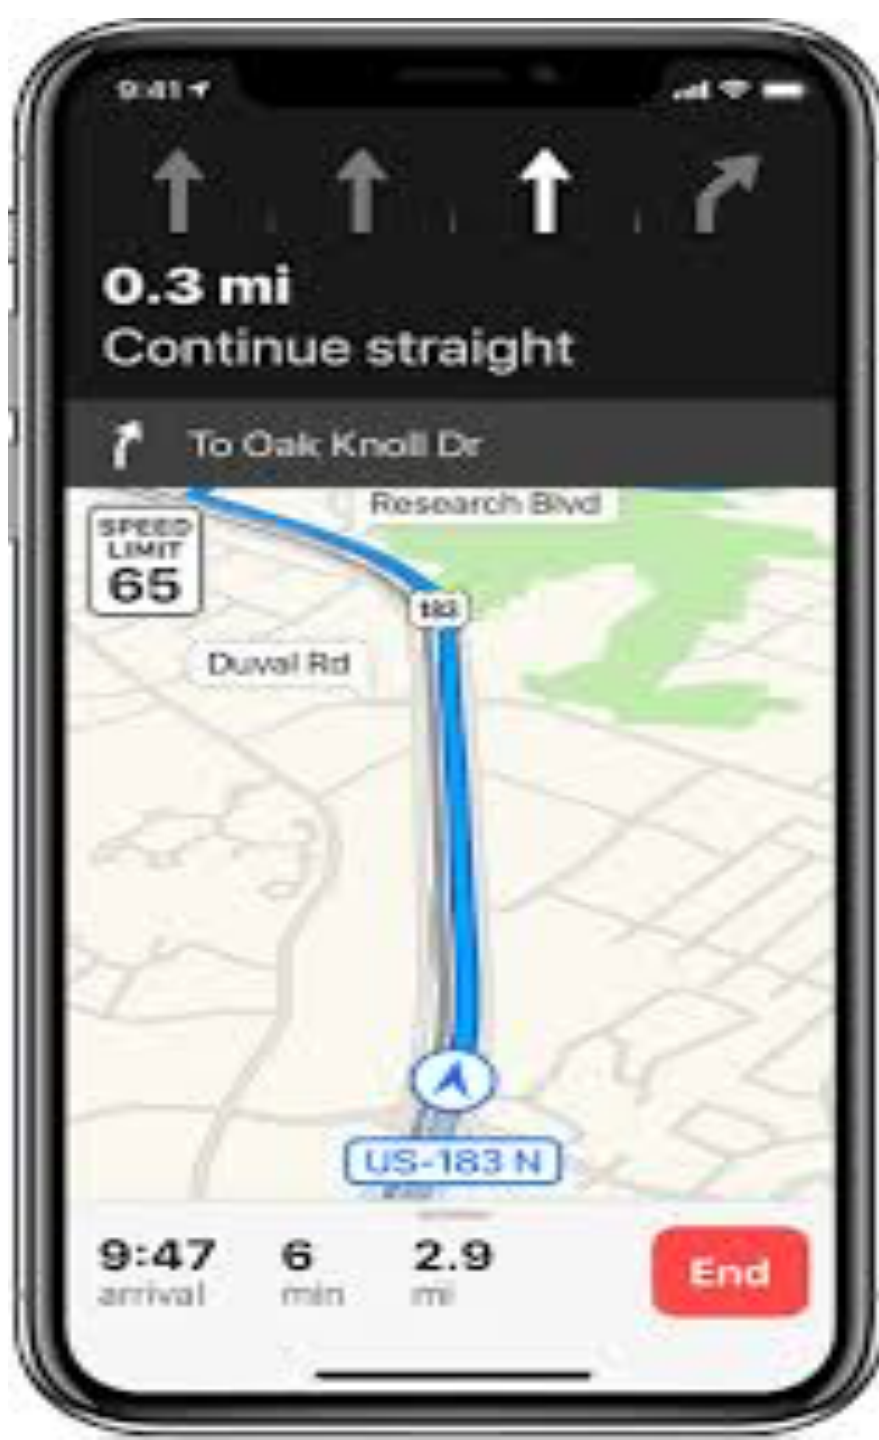 9:41
0.3 mi
Continue straight
To Oak Knoll Dr
Research Blvd
SPEED
LIMIT
65
183
Duval Rd
US-183 N
9:47 6 2.9
arrival min mi
End